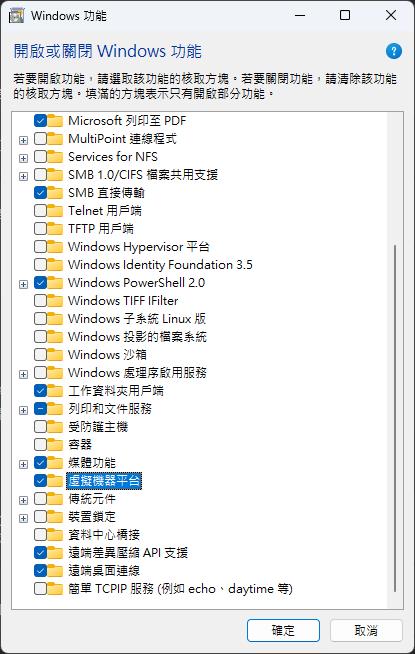 Windows 功能
開啟或關閉 Windows 功能
?
若要開啟功能，請選取該功能的核取方塊。若要關閉功能，請清除該功能
的核取方塊。填滿的方塊表示只有開啟部分功能。
Microsoft 列印至 PDF
MultiPoint 連線程式
Services for NFS
SMB 1.0/CIFS 檔案共用支援
SMB 直接傳輸
Telnet 用戶端
TFTP 用戶端
Windows Hypervisor 平台
Windows Identity Foundation 3.5
Windows PowerShell 2.0
Windows TIFF IFilter
Windows 子系統 Linux 版
Windows 投影的檔案系統
Windows 沙箱
Windows 處理序啟用服務
工作資料夾用戶端
列印和文件服務
受防護主機
容器
媒體功能
虛擬機器平台
傳統元件
裝置鎖定
資料中心橋接
遠端差異壓縮 API 支援
遠端桌面連線
簡單 TCPIP 服務 (例如 echo、daytime 等)
確定
取消